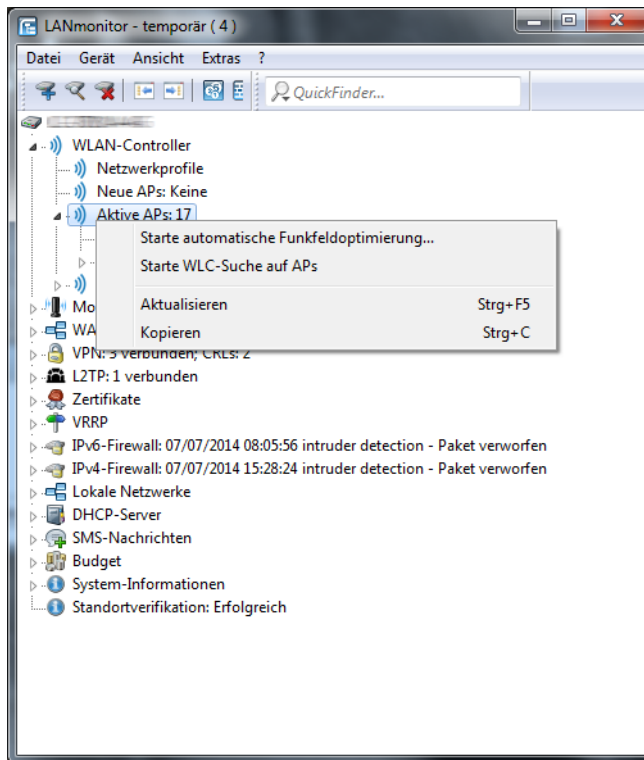 LANmonitor - temporär ( 4 )
Datei Gerät Ansicht Extras ?
QuickFinder...
WLAN-Controller
Netzwerkprofile
Neue APs: Keine
Aktive APs: 17
Starte automatische Funkfeldoptimierung...
Starte WLC-Suche auf APs
Aktualisieren Strg+F5
Kopieren Strg+C
Mo
WA
VPN: 3 verbunden; CRLs: 2
L2TP: 1 verbunden
Zertifikate
VRRP
IPv6-Firewall: 07/07/2014 08:05:56 intruder detection - Paket verworfen
IPv4-Firewall: 07/07/2014 15:28:24 intruder detection - Paket verworfen
Lokale Netzwerke
DHCP-Server
SMS-Nachrichten
Budget
System-Informationen
Standortverifikation: Erfolgreich